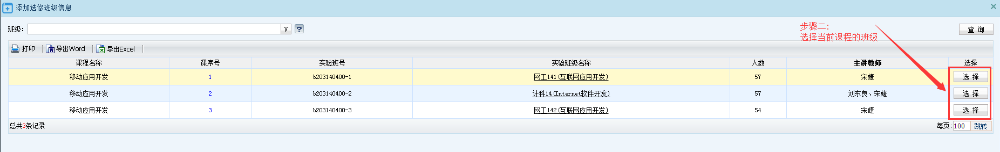 添加选修班级信息
班级: V ?
步骤二:
选择当前课程的班级
查 询
打印 导出Word 导出Excel
课程名称 课序号 实验班号 实验班级名称 人数 主讲教师 选择
移动应用开发 1 b203140400-1 网工141(互联网应用开发) 57 宋婕 选 择
移动应用开发 2 b203140400-2 计科14(Internet软件开发) 57 刘东良、宋婕 选 择
移动应用开发 3 b203140400-3 网工142(互联网应用开发) 54 宋婕 选 择
总共3条记录 每页:100 跳转